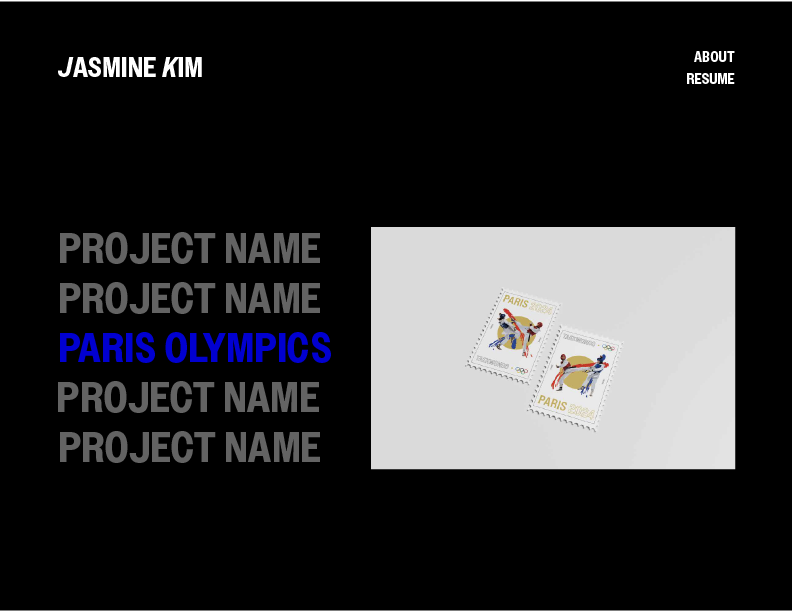 JASMINE KIM
ABOUT
RESUME
PROJECT NAME
PROJECT NAME
PARIS OLYMPICS
PROJECT NAME
PROJECT NAME
PARIS 2024
TAEKWONDO
TAEKWONDO
PARIS 2024